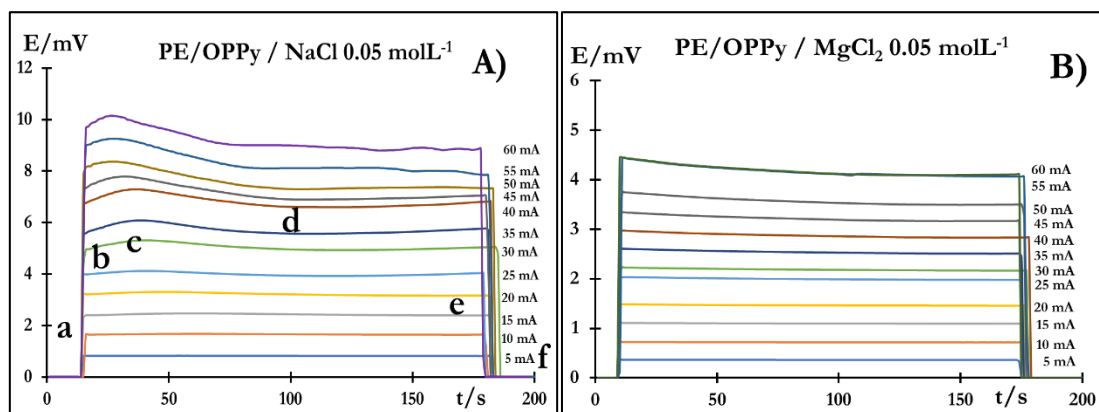 E/mV
PE/OPPy / NaCl 0.05 molL⁻¹
A)
12
10
8
6
4
2
0
a
b
c
d
e
f
60 mA
55 mA
50 mA
45 mA
40 mA
35 mA
30 mA
25 mA
20 mA
15 mA
10 mA
5 mA
0
50
100
150
t/s
200
E/mV
PE/OPPy / MgCl₂ 0.05 molL⁻¹
B)
6
5
4
3
2
1
0
60 mA
55 mA
50 mA
45 mA
40 mA
35 mA
30 mA
25 mA
20 mA
15 mA
10 mA
5 mA
0
50
100
150
t/s
200